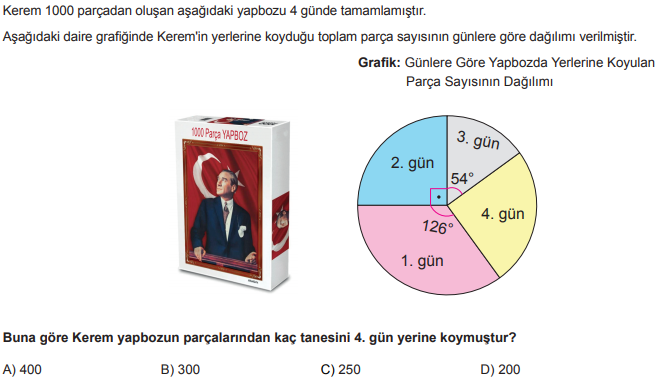 Kerem 1000 parçadan oluşan aşağıdaki yapbozu 4 günde tamamlamıştır.
Aşağıdaki daire grafiğinde Kerem'in yerlerine koyduğu toplam parça sayısının günlere göre dağılımı verilmiştir.
Grafik: Günlere Göre Yapbozda Yerlerine Koyulan
Parça Sayısının Dağılımı
1000 Parça YAPBOZ
3. gün
2. gün
54°
4. gün
126°
1. gün
Buna göre Kerem yapbozun parçalarından kaç tanesini 4. gün yerine koymuştur?
A) 400 B) 300 C) 250 D) 200